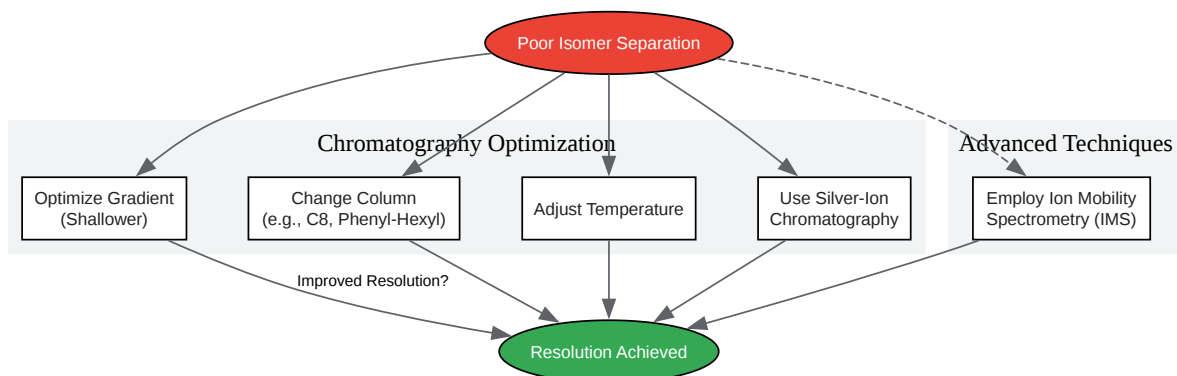 Poor Isomer Separation
Chromatography Optimization
Advanced Techniques
Optimize Gradient
(Shallower)
Change Column
(e.g., C8, Phenyl-Hexyl)
Adjust Temperature
Use Silver-Ion
Chromatography
Employ Ion Mobility
Spectrometry (IMS)
Improved Resolution?
Resolution Achieved